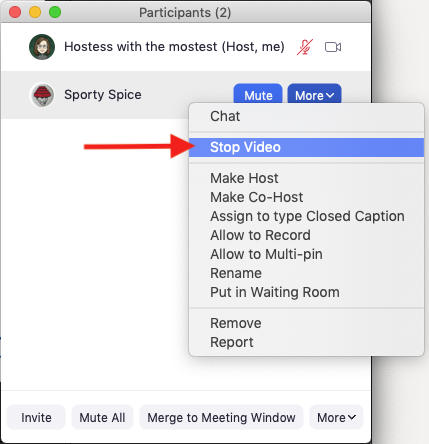 Participants (2)
Hostess with the mostest (Host, me)
Sporty Spice
Mute
More
Chat
Stop Video
Make Host
Make Co-Host
Assign to type Closed Caption
Allow to Record
Allow to Multi-pin
Rename
Put in Waiting Room
Remove
Report
Invite
Mute All
Merge to Meeting Window
More